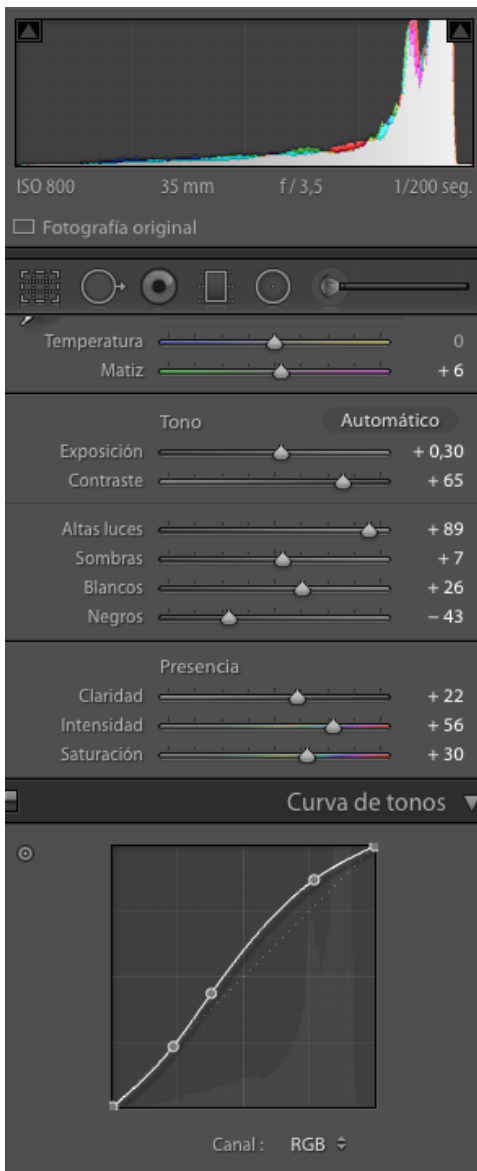 ISO 800 35 mm f / 3,5 1/200 seg.
Fotografía original
Temperatura 0
Matiz + 6
Tono Automático
Exposición + 0,30
Contraste + 65
Altas luces + 89
Sombras + 7
Blancos + 26
Negros – 43
Presencia
Claridad + 22
Intensidad + 56
Saturación + 30
Curva de tonos
Canal : RGB